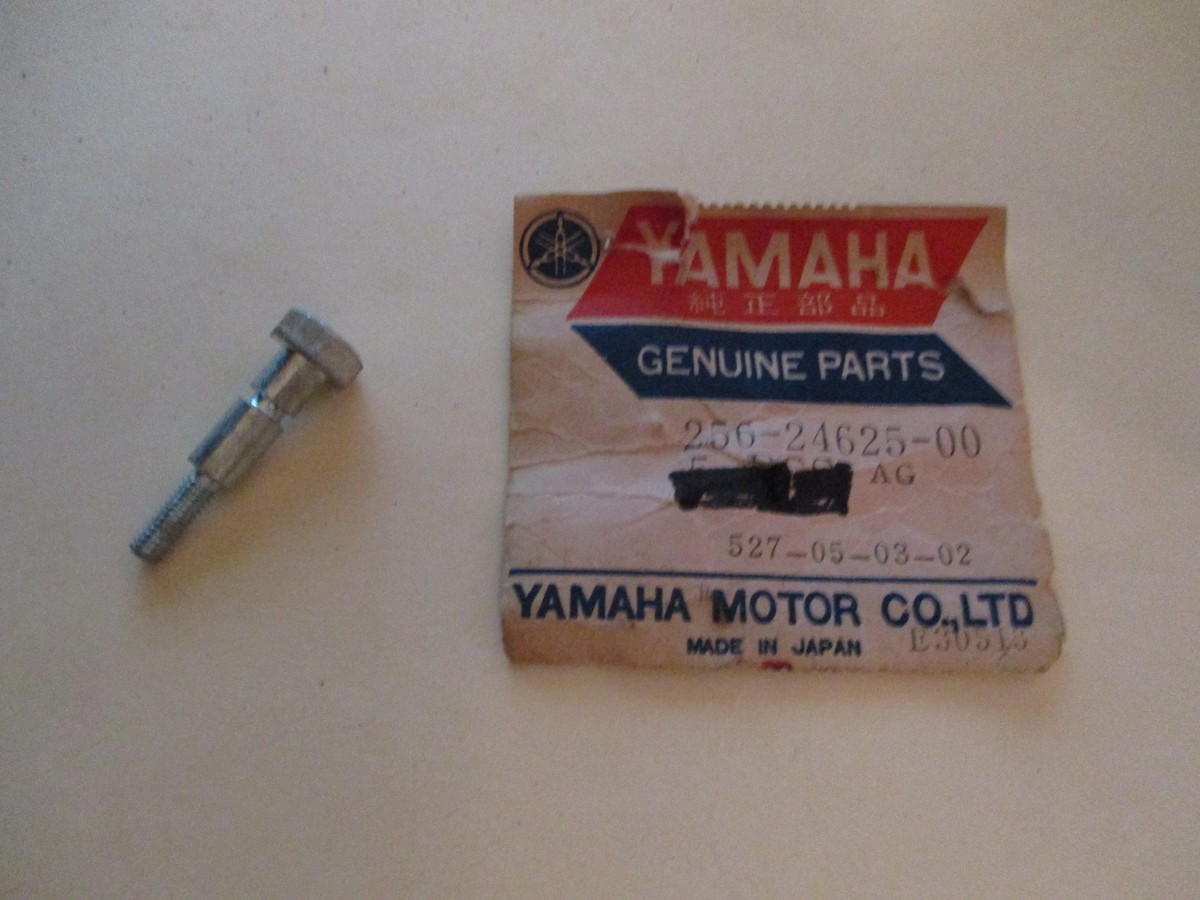 YAMAHA
純正部品
GENUINE PARTS
256-24625-00
AG
527-05-03-02
YAMAHA MOTOR CO.,LTD
MADE IN JAPAN
E30513